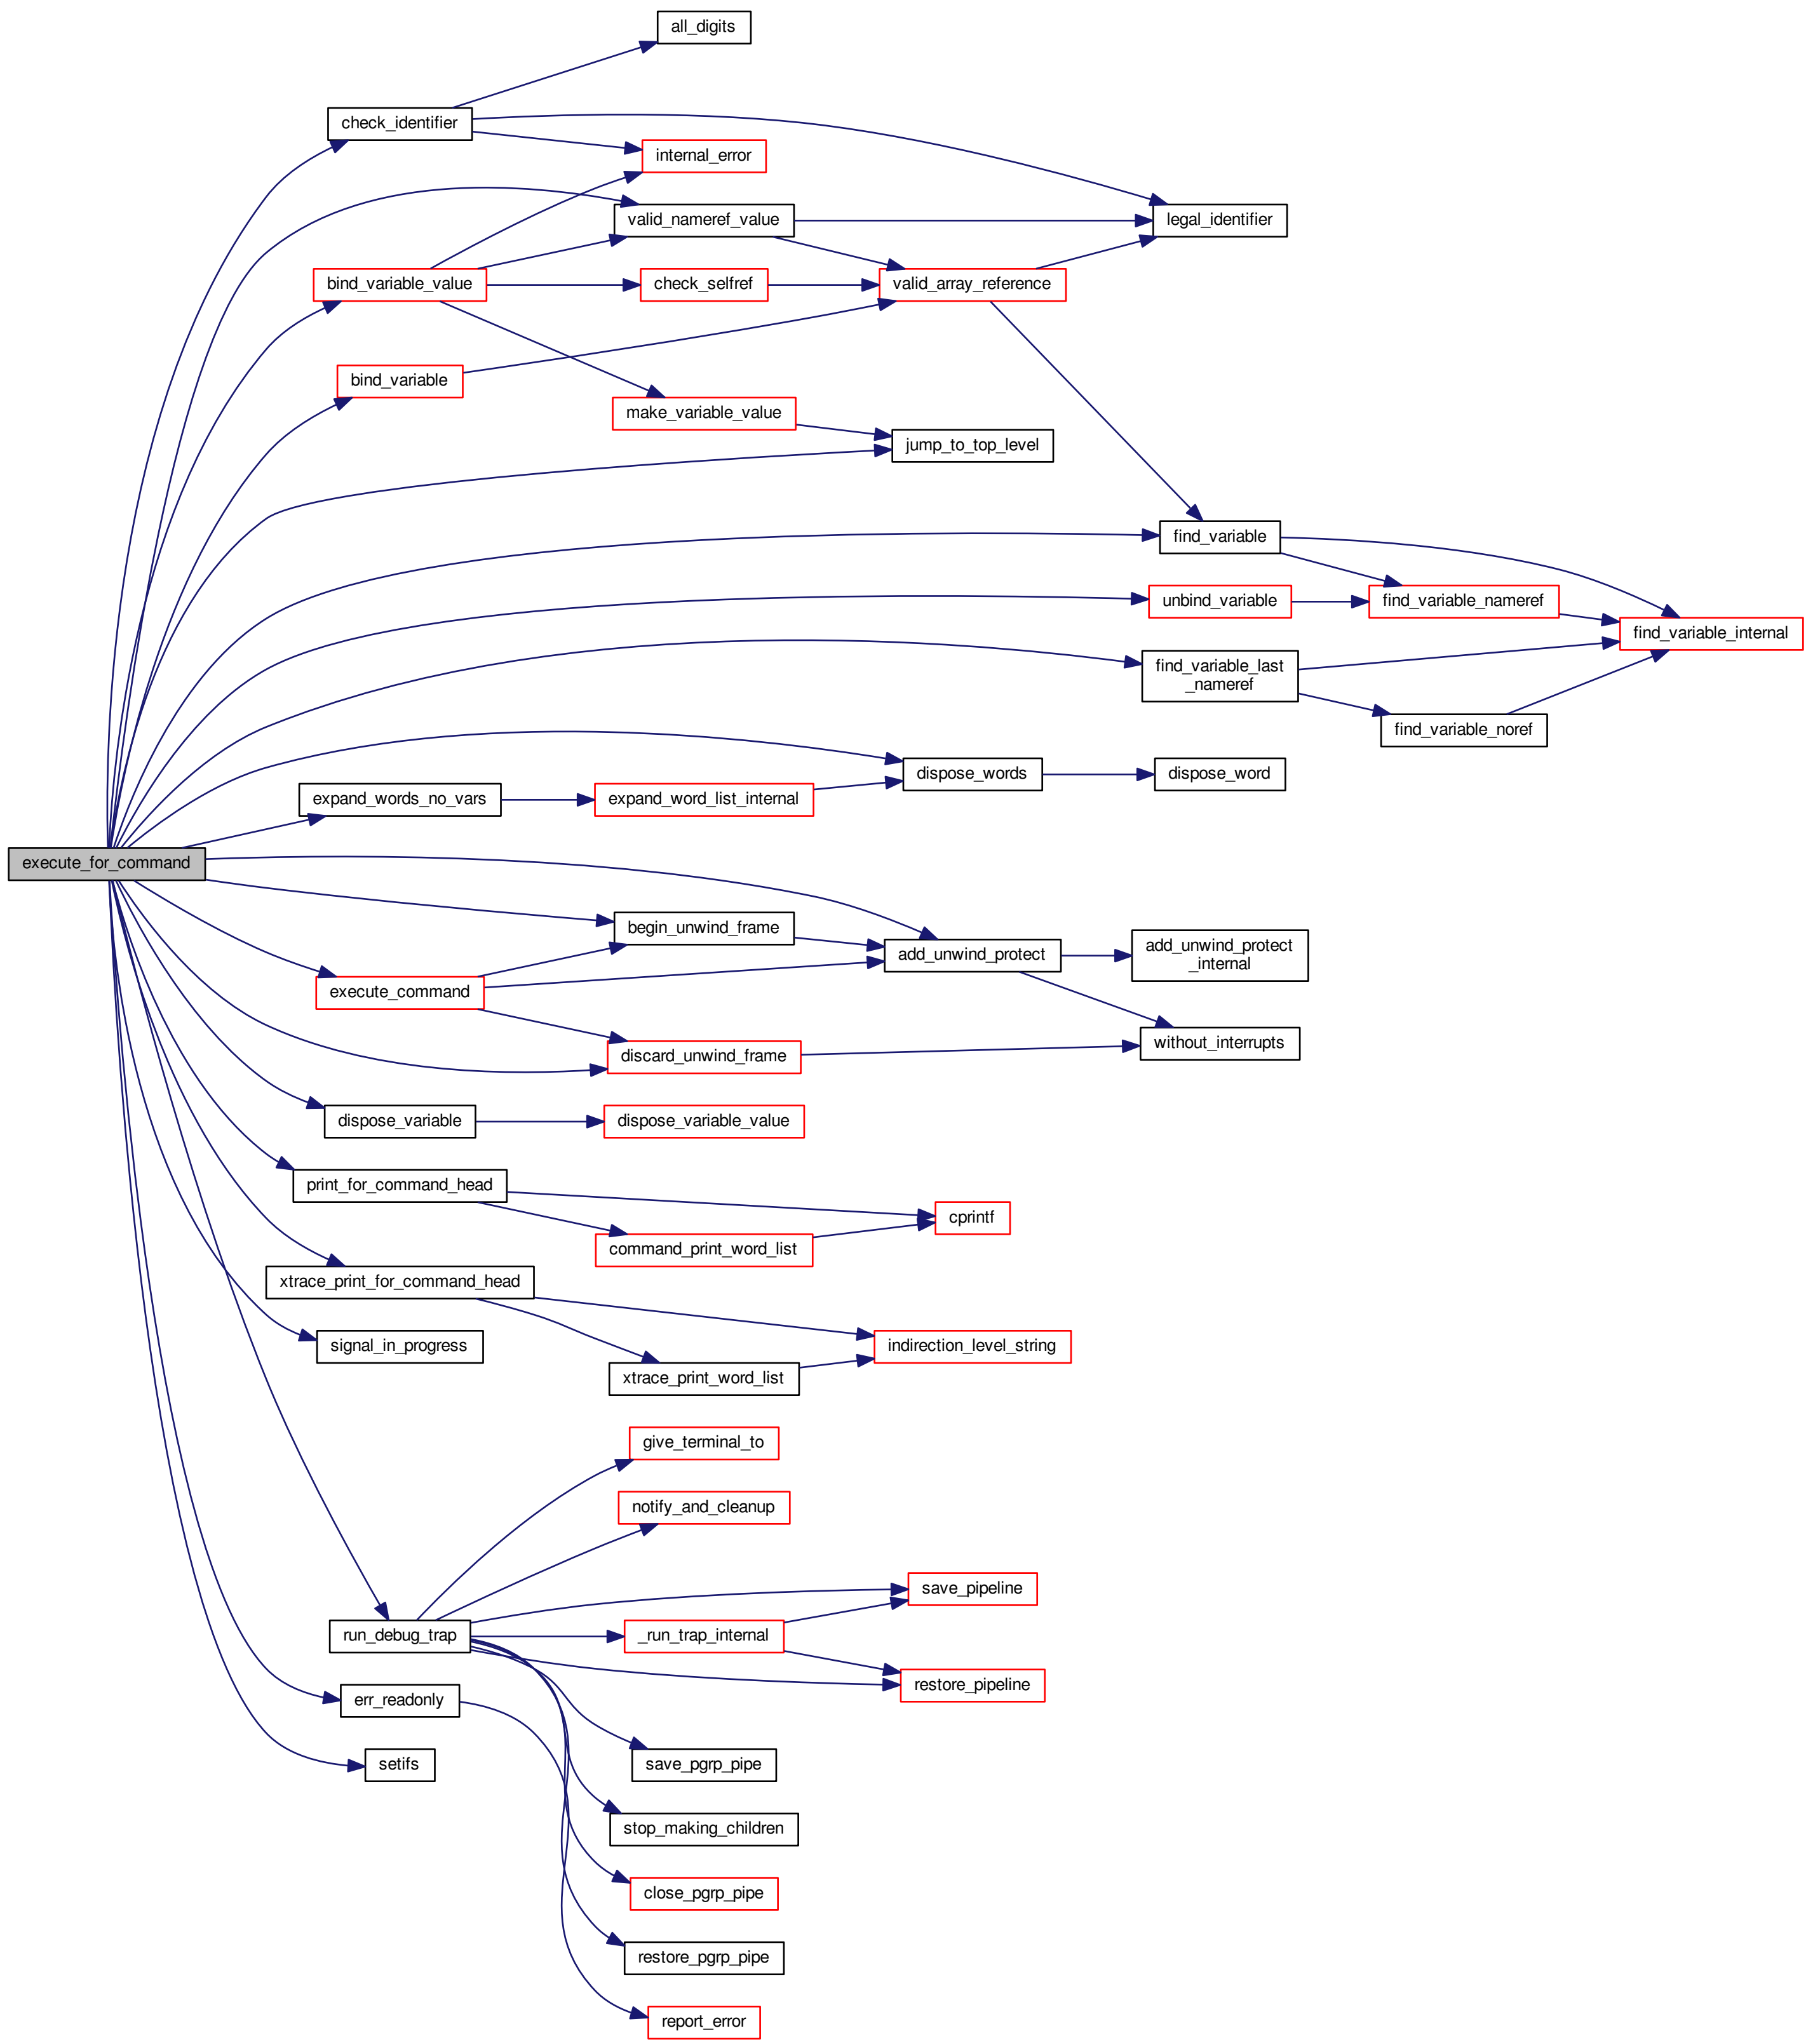 all_digits
check_identifier
internal_error
valid_nameref_value
legal_identifier
bind_variable_value
check_selfref
valid_array_reference
bind_variable
make_variable_value
jump_to_top_level
find_variable
unbind_variable
find_variable_nameref
find_variable_internal
find_variable_last
_nameref
find_variable_noref
dispose_words
dispose_word
expand_words_no_vars
expand_word_list_internal
execute_for_command
begin_unwind_frame
add_unwind_protect
add_unwind_protect
_internal
execute_command
without_interrupts
discard_unwind_frame
dispose_variable
dispose_variable_value
print_for_command_head
cprintf
command_print_word_list
xtrace_print_for_command_head
signal_in_progress
indirection_level_string
xtrace_print_word_list
give_terminal_to
notify_and_cleanup
save_pipeline
run_debug_trap
_run_trap_internal
restore_pipeline
err_readonly
setifs
save_pgrp_pipe
stop_making_children
close_pgrp_pipe
restore_pgrp_pipe
report_error